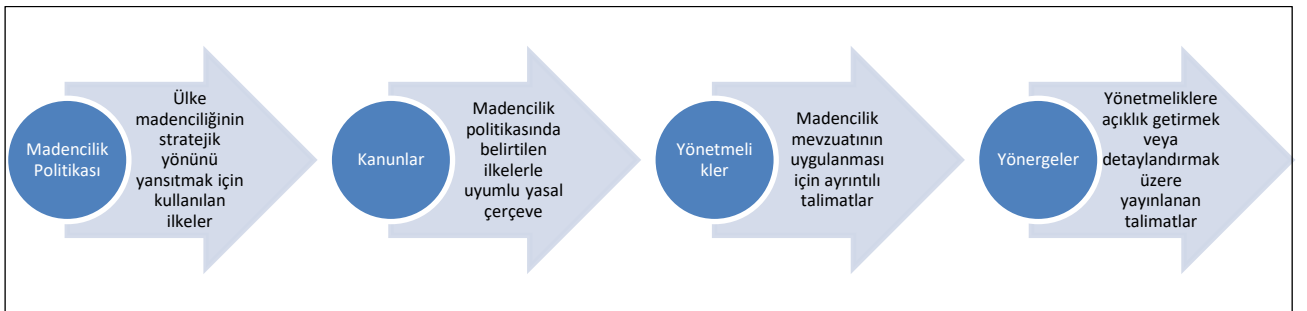 Madencilik
Politikası
Ülke
madenciliğinin
stratejik
yönünü
yansıtmak için
kullanılan
ilkeler
Kanunlar
Madencilik
politikasında
belirtilen
ilkelerle
uyumlu yasal
çerçeve
Yönetmeli
kler
Madencilik
mevzuatının
uygulanması
için ayrıntılı
talimatlar
Yönergeler
Yönetmeliklere
açıklık getirmek
veya
detaylandırmak
üzere
yayınlanan
talimatlar